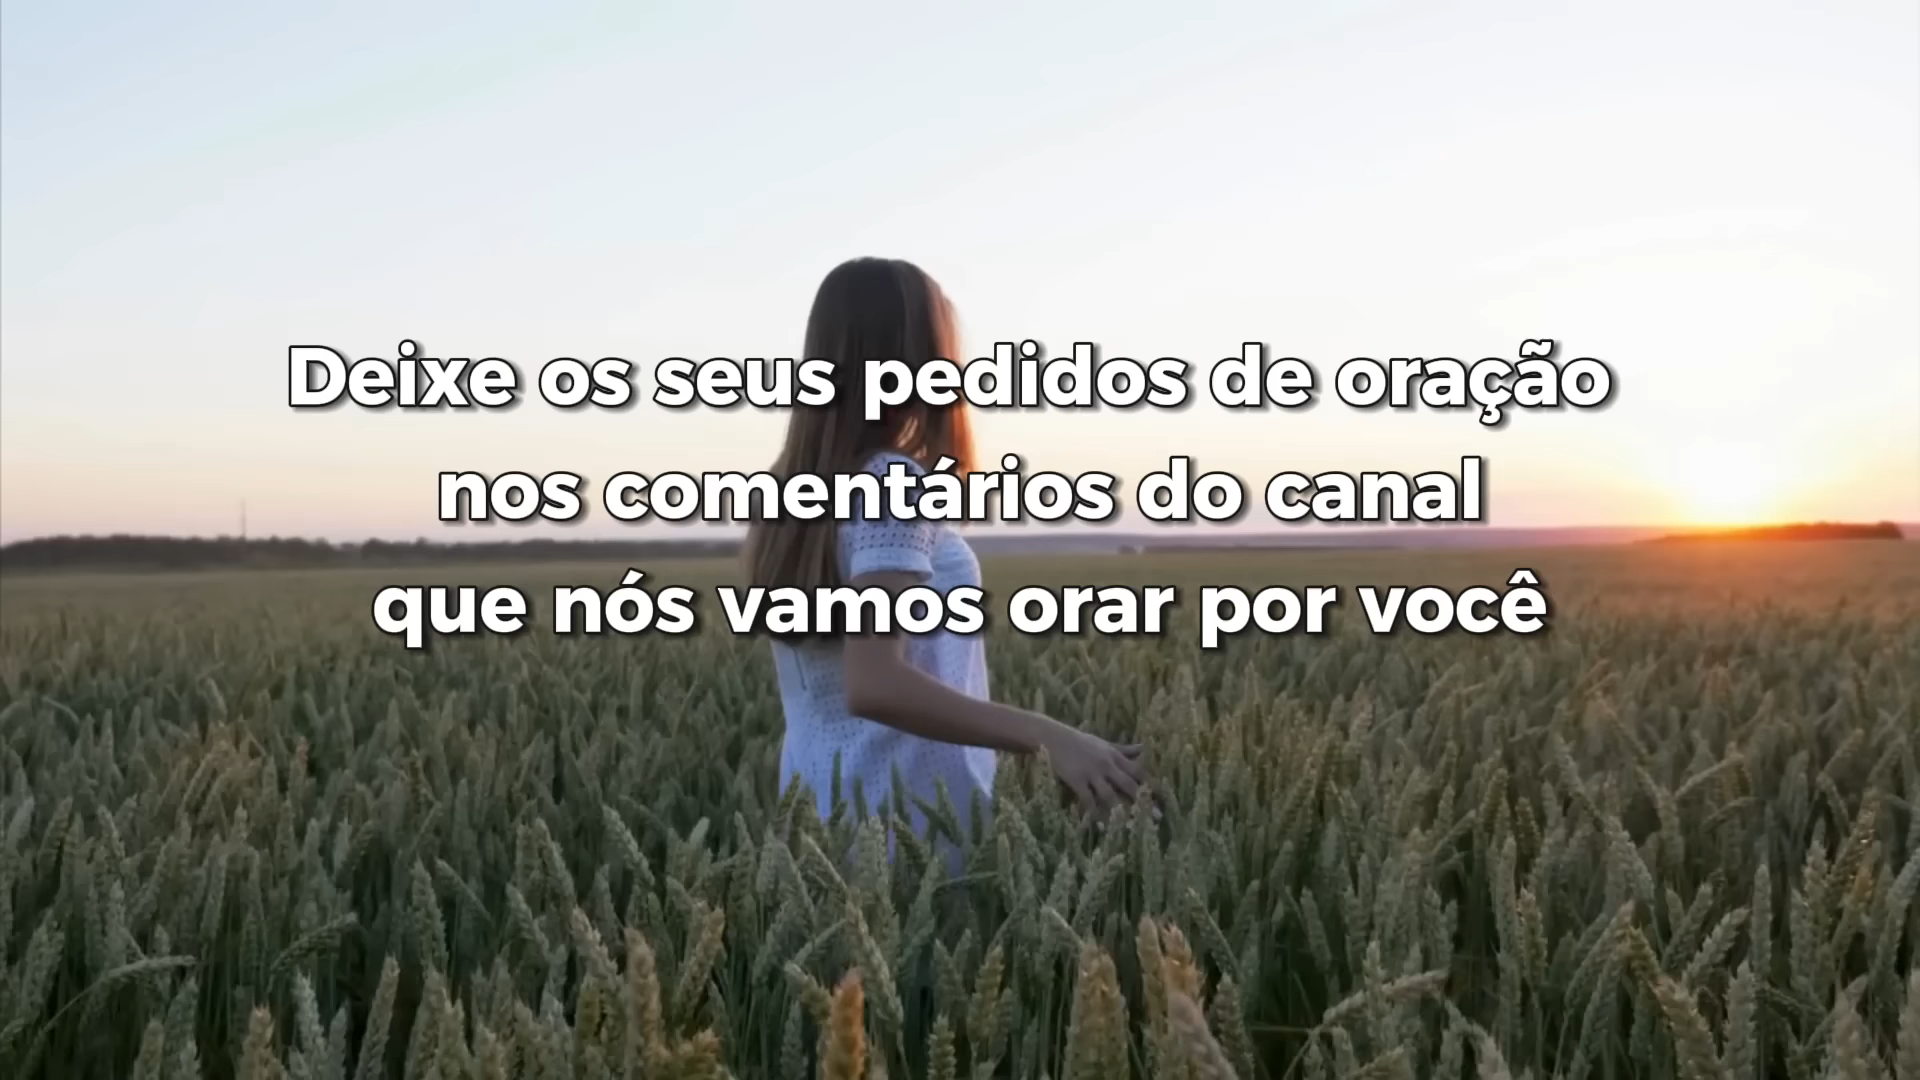 Deixe os seus pedidos de oração
nos comentários do canal
que nós vamos orar por você